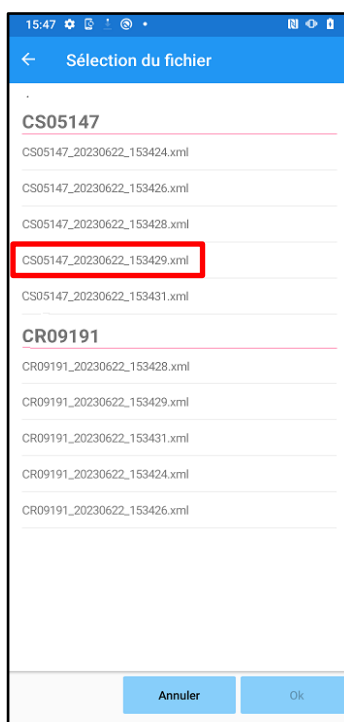 15:47
Sélection du fichier
CS05147
CS05147_20230622_153424.xml
CS05147_20230622_153426.xml
CS05147_20230622_153428.xml
CS05147_20230622_153429.xml
CS05147_20230622_153431.xml
CR09191
CR09191_20230622_153428.xml
CR09191_20230622_153429.xml
CR09191_20230622_153431.xml
CR09191_20230622_153424.xml
CR09191_20230622_153426.xml
Annuler
Ok